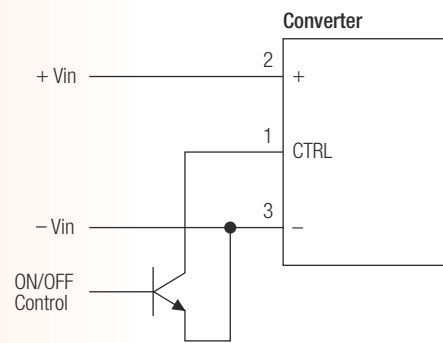 Converter
+ Vin
2
+
1
CTRL
– Vin
3
–
ON/OFF
Control